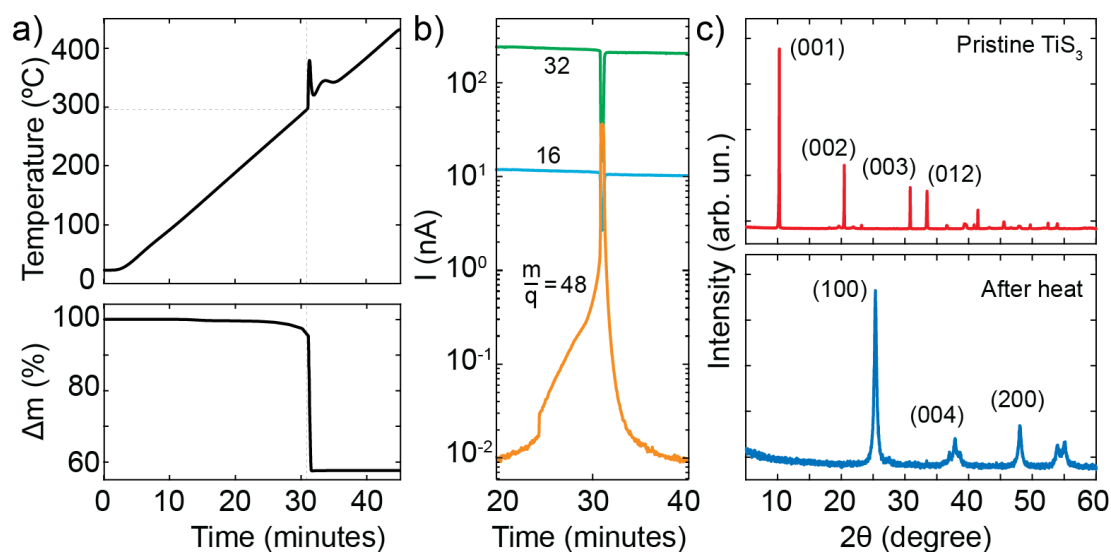 a)
Temperature (ºC)
400
300
200
100
0
Δm (%)
100
80
60
0
10
20
30
40
Time (minutes)
b)
I (nA)
10²
10¹
10⁰
10⁻¹
10⁻²
32
16
m/q = 48
20
30
40
Time (minutes)
c)
Intensity (arb. un.)
Pristine TiS₃
(001)
(002)
(003)
(012)
After heat
(100)
(004)
(200)
10
20
30
40
50
60
2θ (degree)